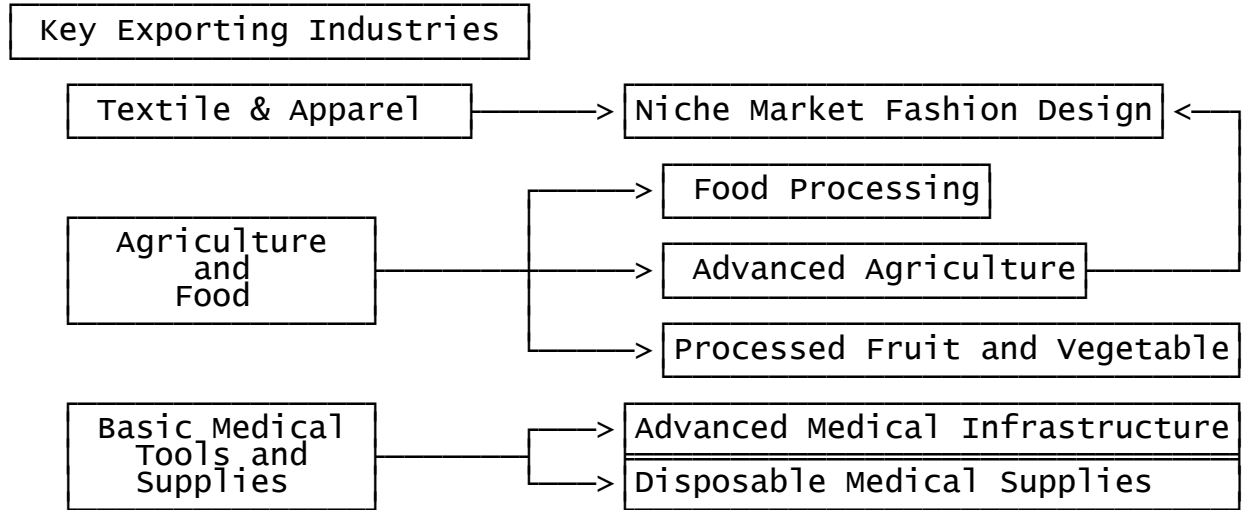 Key Exporting Industries
Textile & Apparel
Niche Market Fashion Design
Food Processing
Agriculture
and
Food
Advanced Agriculture
Processed Fruit and Vegetable
Basic Medical
Tools and
Supplies
Advanced Medical Infrastructure
Disposable Medical Supplies